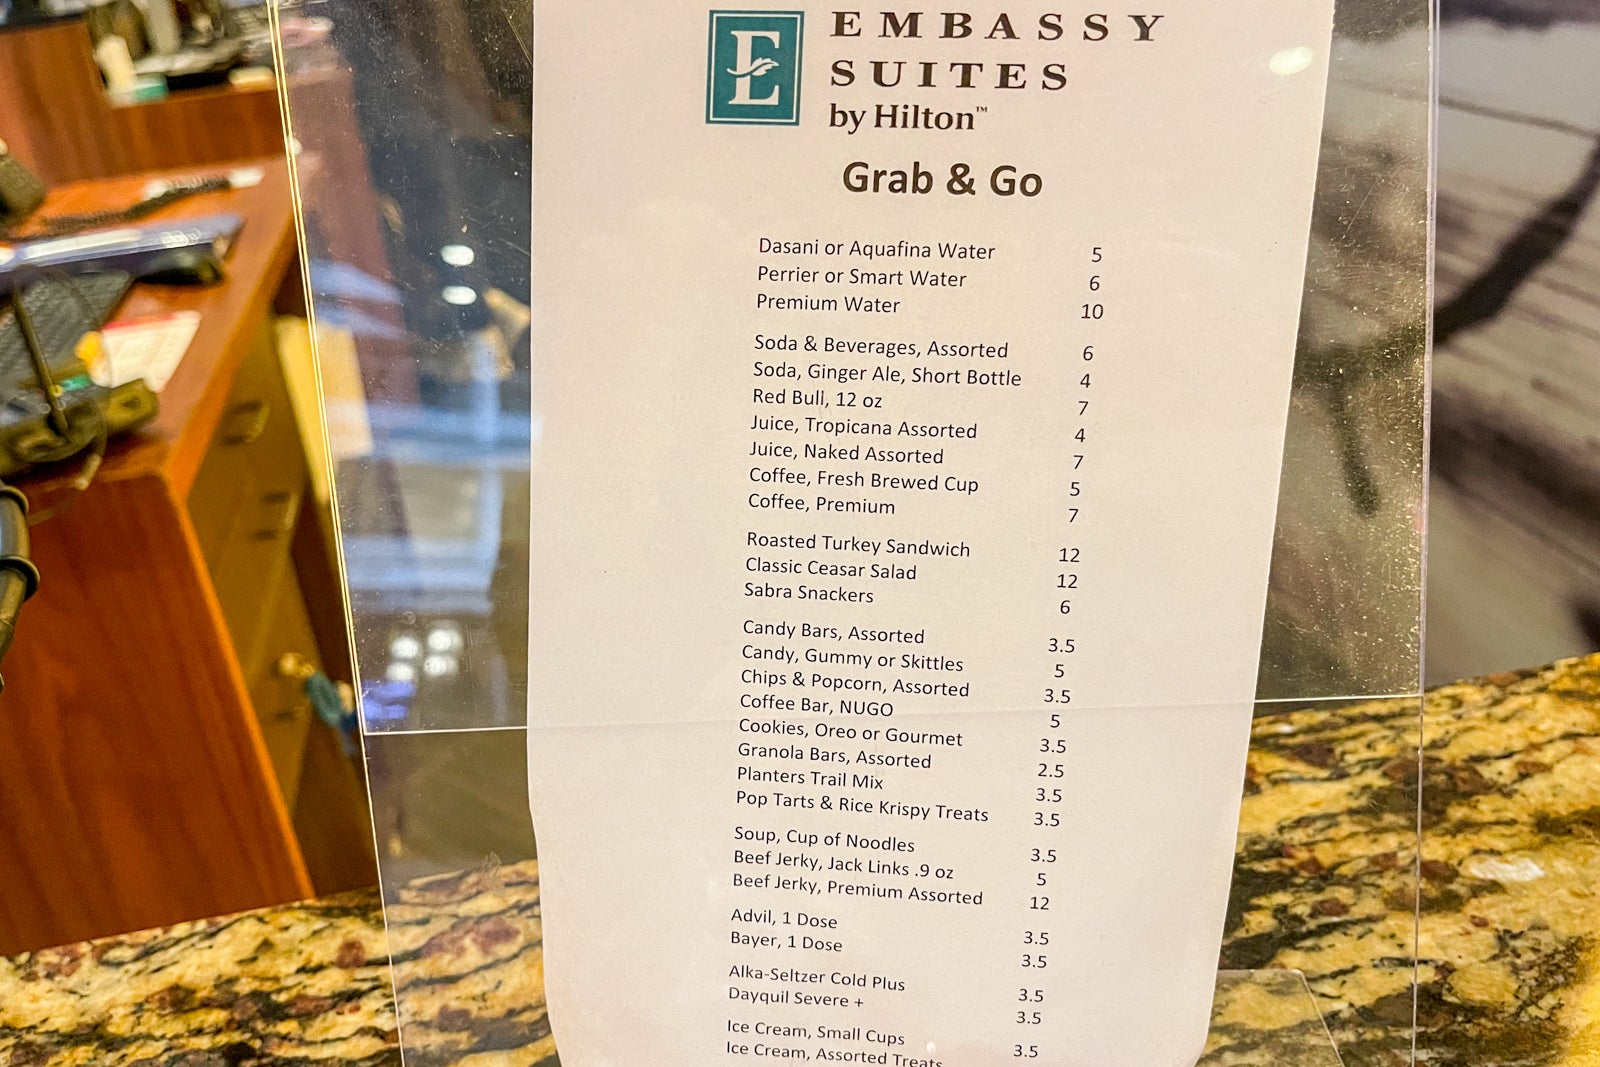 E
EMBASSY
SUITES
by Hilton™
Grab & Go
Dasani or Aquafina Water 5
Perrier or Smart Water 6
Premium Water 10
Soda & Beverages, Assorted 6
Soda, Ginger Ale, Short Bottle 4
Red Bull, 12 oz 7
Juice, Tropicana Assorted 4
Juice, Naked Assorted 7
Coffee, Fresh Brewed Cup 5
Coffee, Premium 7
Roasted Turkey Sandwich 12
Classic Ceasar Salad 12
Sabra Snackers 6
Candy Bars, Assorted 3.5
Candy, Gummy or Skittles 5
Chips & Popcorn, Assorted 3.5
Coffee Bar, NUGO 5
Cookies, Oreo or Gourmet 3.5
Granola Bars, Assorted 2.5
Planters Trail Mix 3.5
Pop Tarts & Rice Krispy Treats 3.5
Soup, Cup of Noodles 3.5
Beef Jerky, Jack Links .9 oz 5
Beef Jerky, Premium Assorted 12
Advil, 1 Dose 3.5
Bayer, 1 Dose 3.5
Alka-Seltzer Cold Plus 3.5
Dayquil Severe + 3.5
Ice Cream, Small Cups 3.5
Ice Cream, Assorted Treats